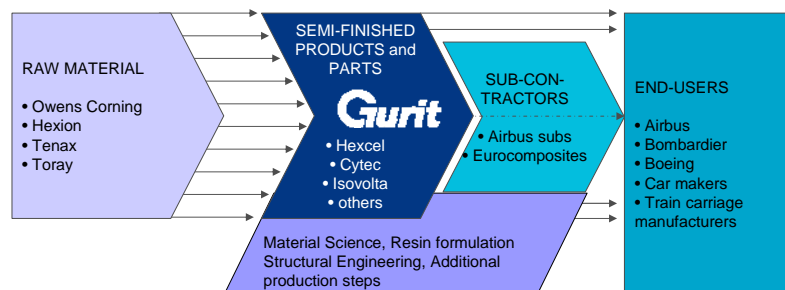 RAW MATERIAL
• Owens Corning
• Hexion
• Tenax
• Toray
SEMI-FINISHED
PRODUCTS and
PARTS
Gurit
• Hexcel
• Cytec
• Isovolta
• others
SUB-CON-
TRACTORS
• Airbus subs
• Eurocomposites
END-USERS
• Airbus
• Bombardier
• Boeing
• Car makers
• Train carriage
manufacturers
Material Science, Resin formulation
Structural Engineering, Additional
production steps